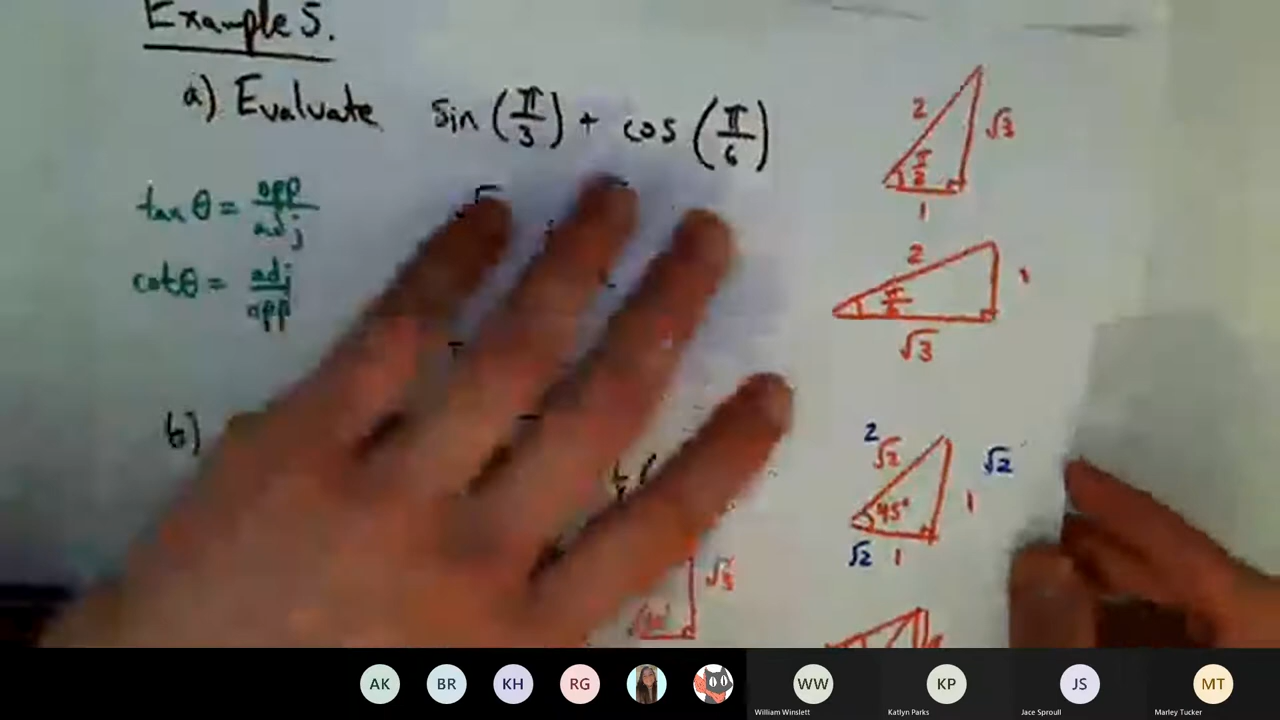 Example 5.
a) Evaluate sin (π/3) + cos (π/6)
tan θ = opp/adj
cot θ = adj/opp
b)
2
√3
1
2
1
√3
2
√2
√2
45°
1
√2
1
AK
BR
KH
RG
WW
KP
JS
MT
William Winslett
Katlyn Parks
Jace Sproull
Marley Tucker